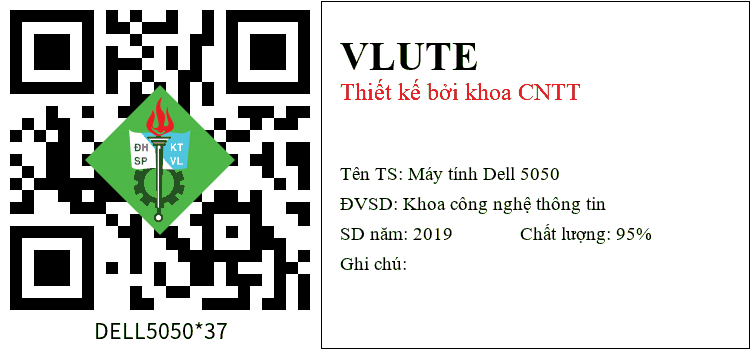 ĐH KT
SP VL
DELL5050*37
VLUTE
Thiết kế bởi khoa CNTT
Tên TS: Máy tính Dell 5050
ĐVSD: Khoa công nghệ thông tin
SD năm: 2019 Chất lượng: 95%
Ghi chú: